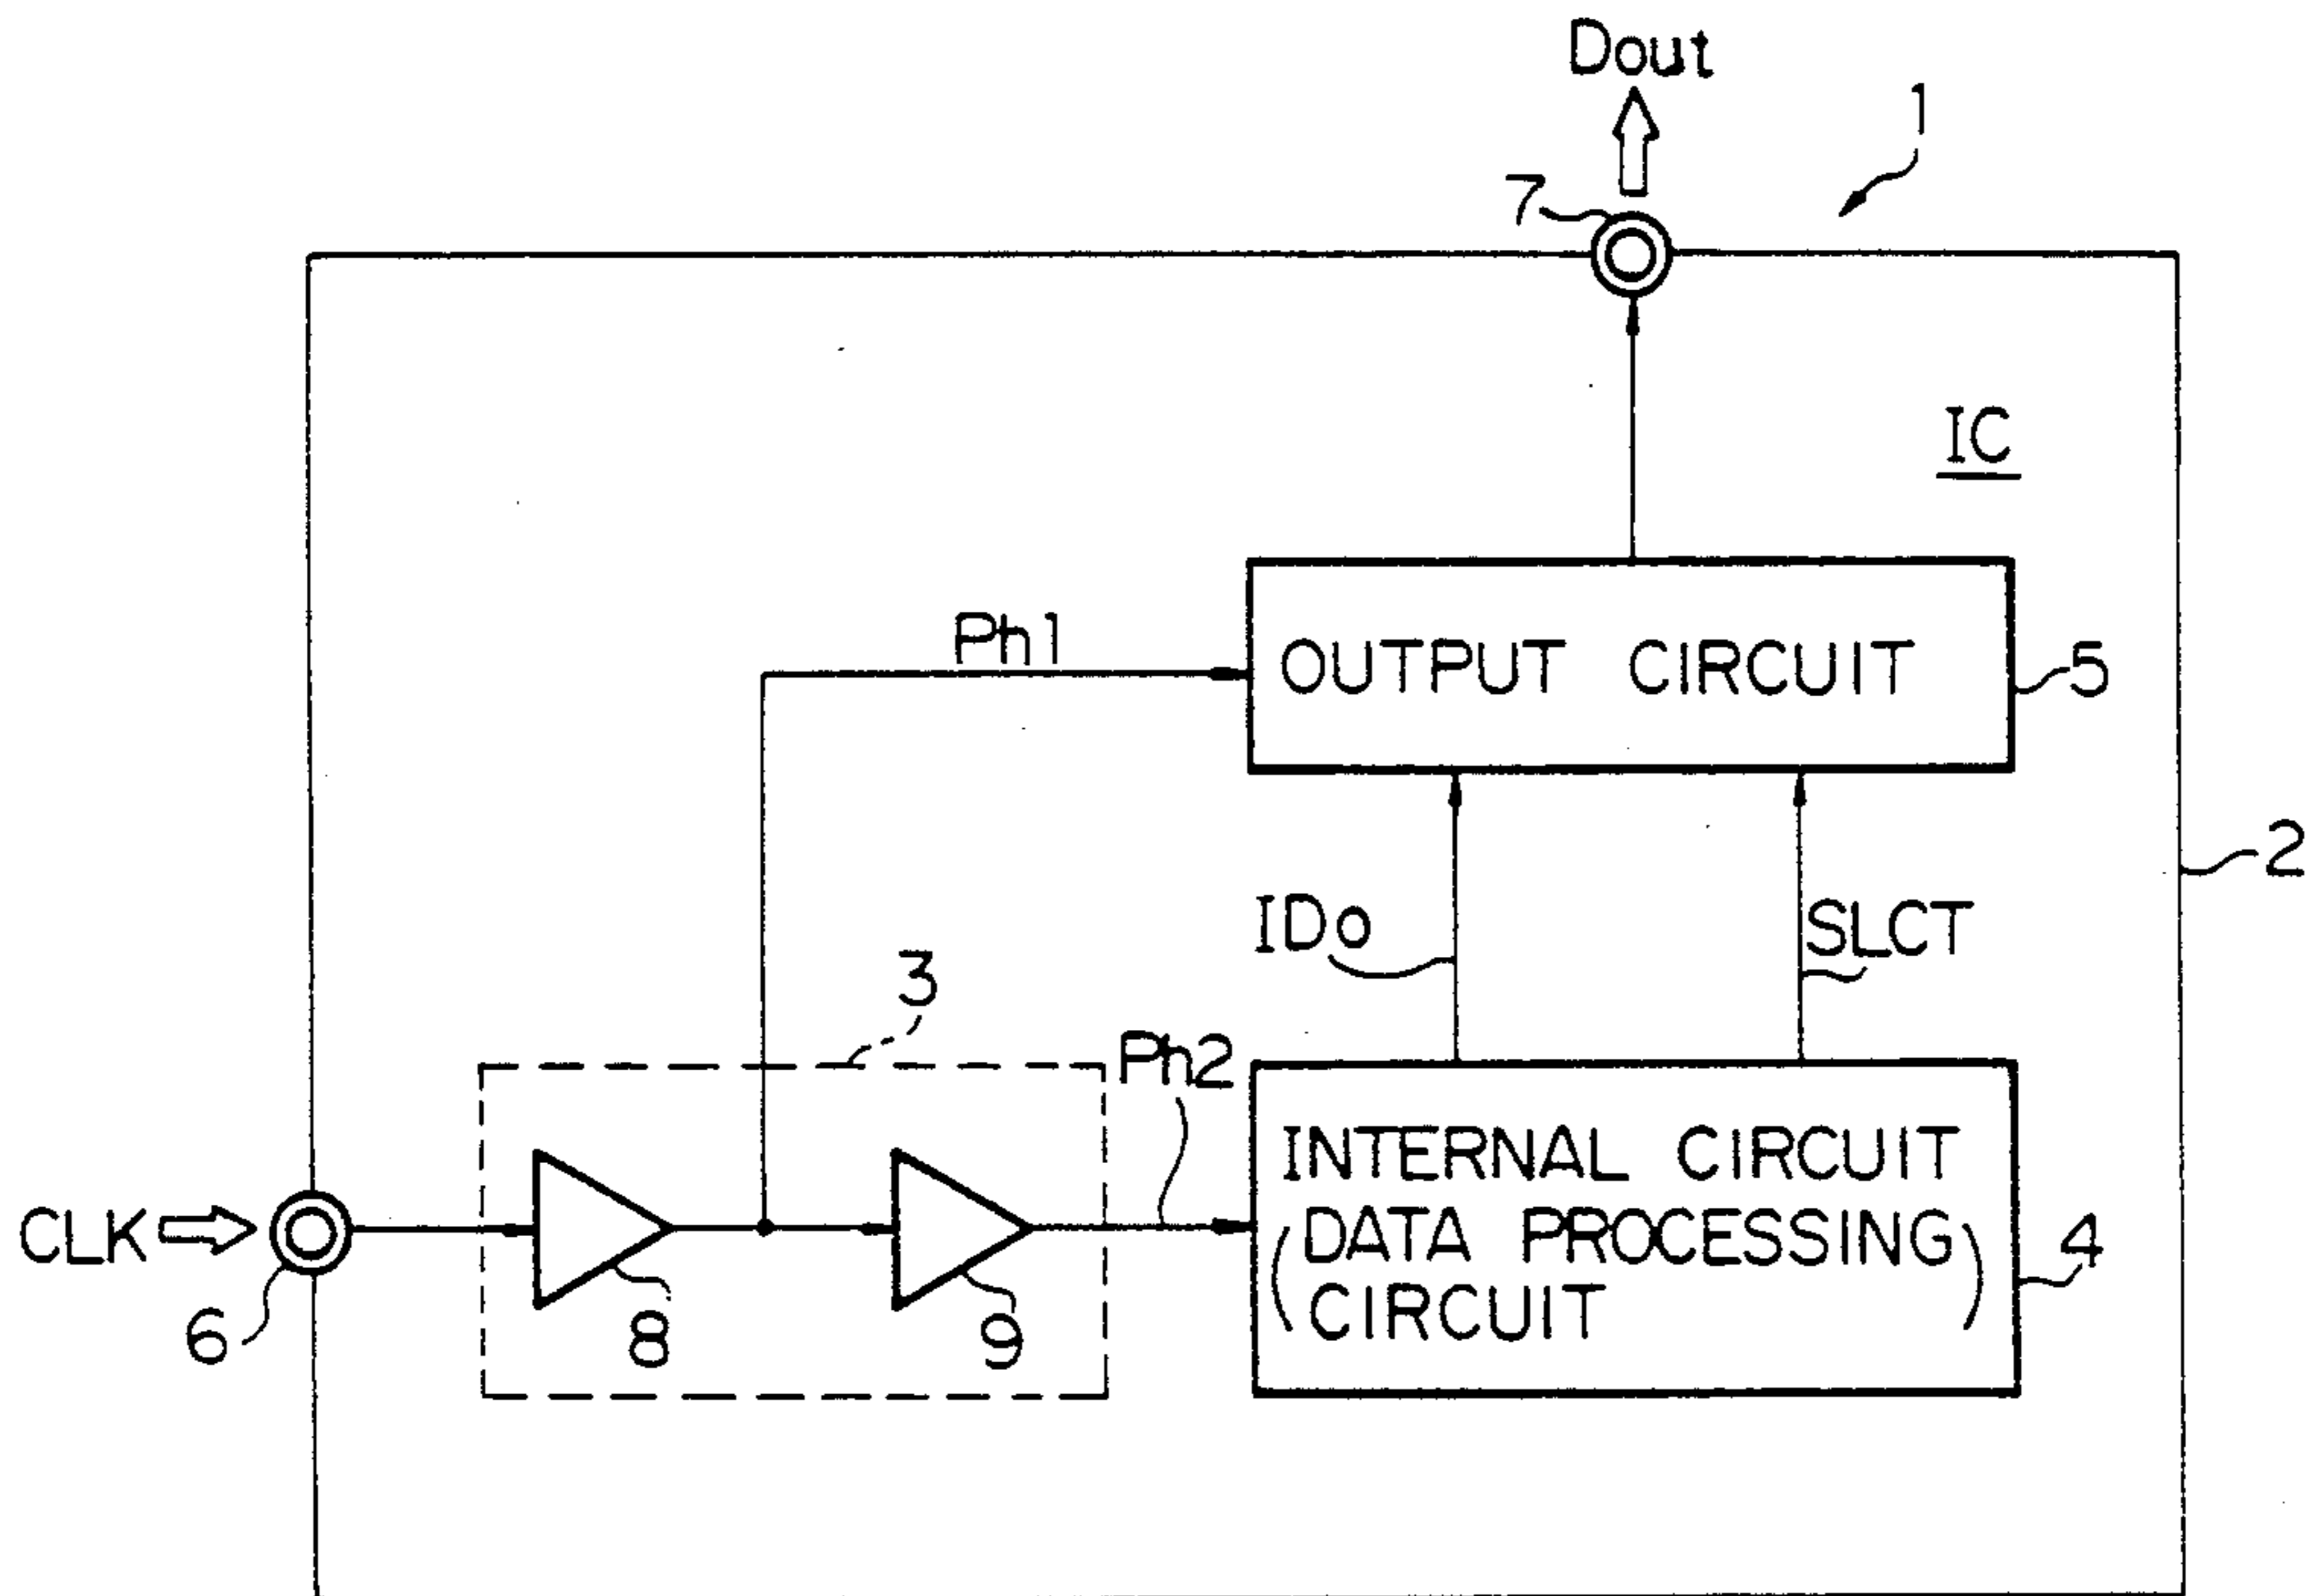 Dout
1
7
IC
Ph1
OUTPUT CIRCUIT
5
2
IDo
SLCT
3
Ph2
INTERNAL CIRCUIT
(DATA PROCESSING
CIRCUIT)
4
CLK
6
8
9